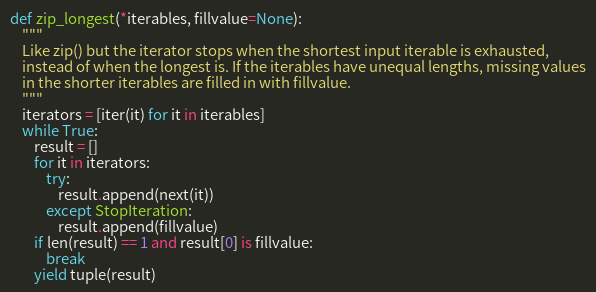 def zip_longest(*iterables, fillvalue=None):
    """
    Like zip() but the iterator stops when the shortest input iterable is exhausted,
    instead of when the longest is. If the iterables have unequal lengths, missing values
    in the shorter iterables are filled in with fillvalue.
    """
    iterators = [iter(it) for it in iterables]
    while True:
        result = []
        for it in iterators:
            try:
                result.append(next(it))
            except StopIteration:
                result.append(fillvalue)
        if len(result) == 1 and result[0] is fillvalue:
            break
        yield tuple(result)